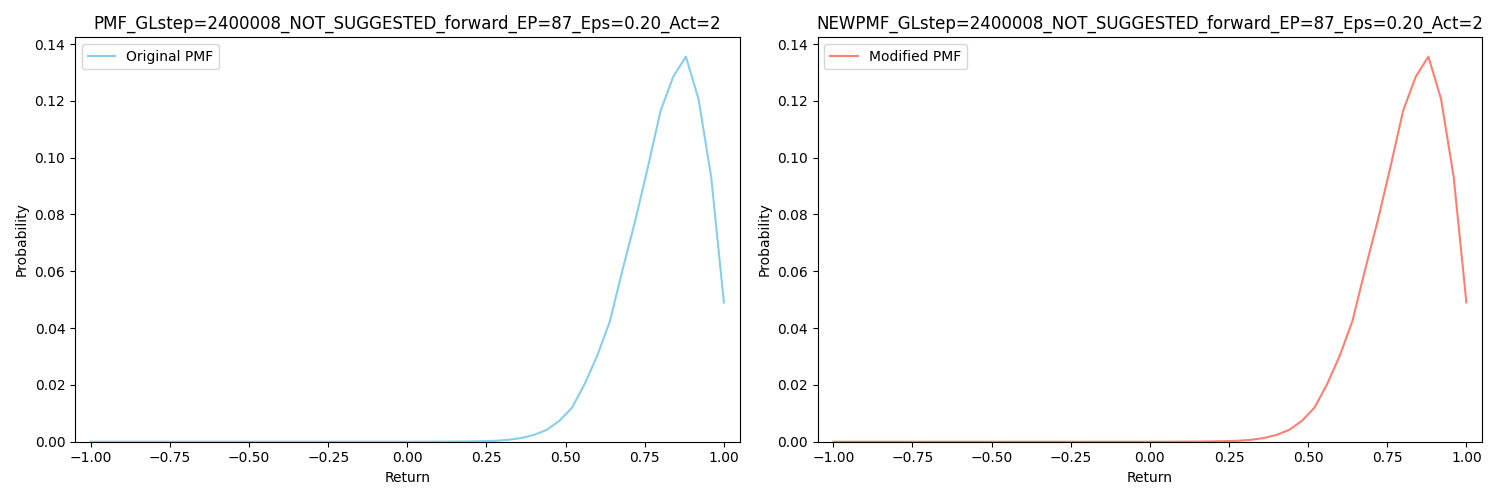 PMF_GLstep=2400008_NOT_SUGGESTED_forward_EP=87_Eps=0.20_Act=2
Original PMF
0.14
0.12
0.10
0.08
0.06
0.04
0.02
0.00
Probability
−1.00 −0.75 −0.50 −0.25 0.00 0.25 0.50 0.75 1.00
Return
NEWPMF_GLstep=2400008_NOT_SUGGESTED_forward_EP=87_Eps=0.20_Act=2
Modified PMF
0.14
0.12
0.10
0.08
0.06
0.04
0.02
0.00
Probability
−1.00 −0.75 −0.50 −0.25 0.00 0.25 0.50 0.75 1.00
Return